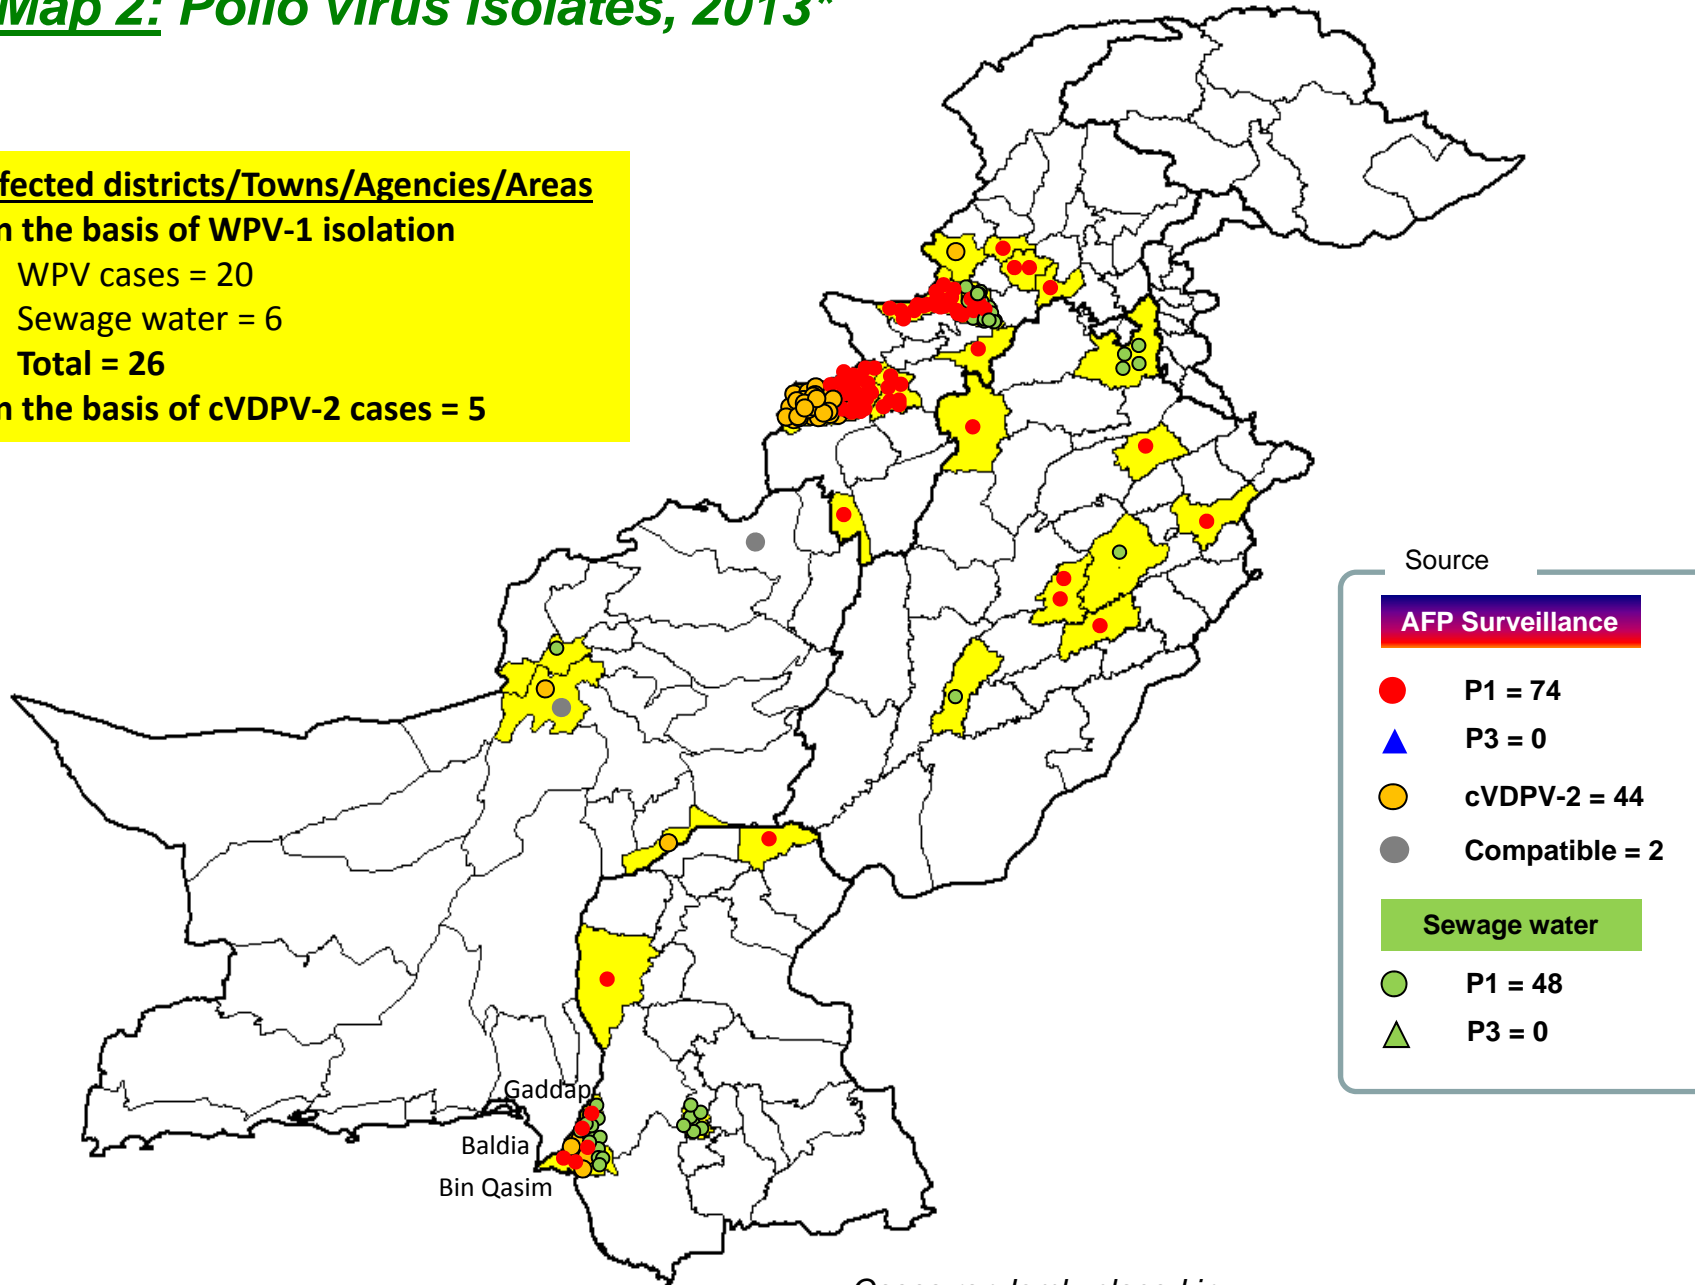 Map 2: Polio virus isolates, 2013*
fected districts/Towns/Agencies/Areas
n the basis of WPV-1 isolation
WPV cases = 20
Sewage water = 6
Total = 26
n the basis of cVDPV-2 cases = 5
Source
AFP Surveillance
P1 = 74
P3 = 0
cVDPV-2 = 44
Compatible = 2
Sewage water
P1 = 48
P3 = 0
Gaddap
Baldia
Bin Qasim